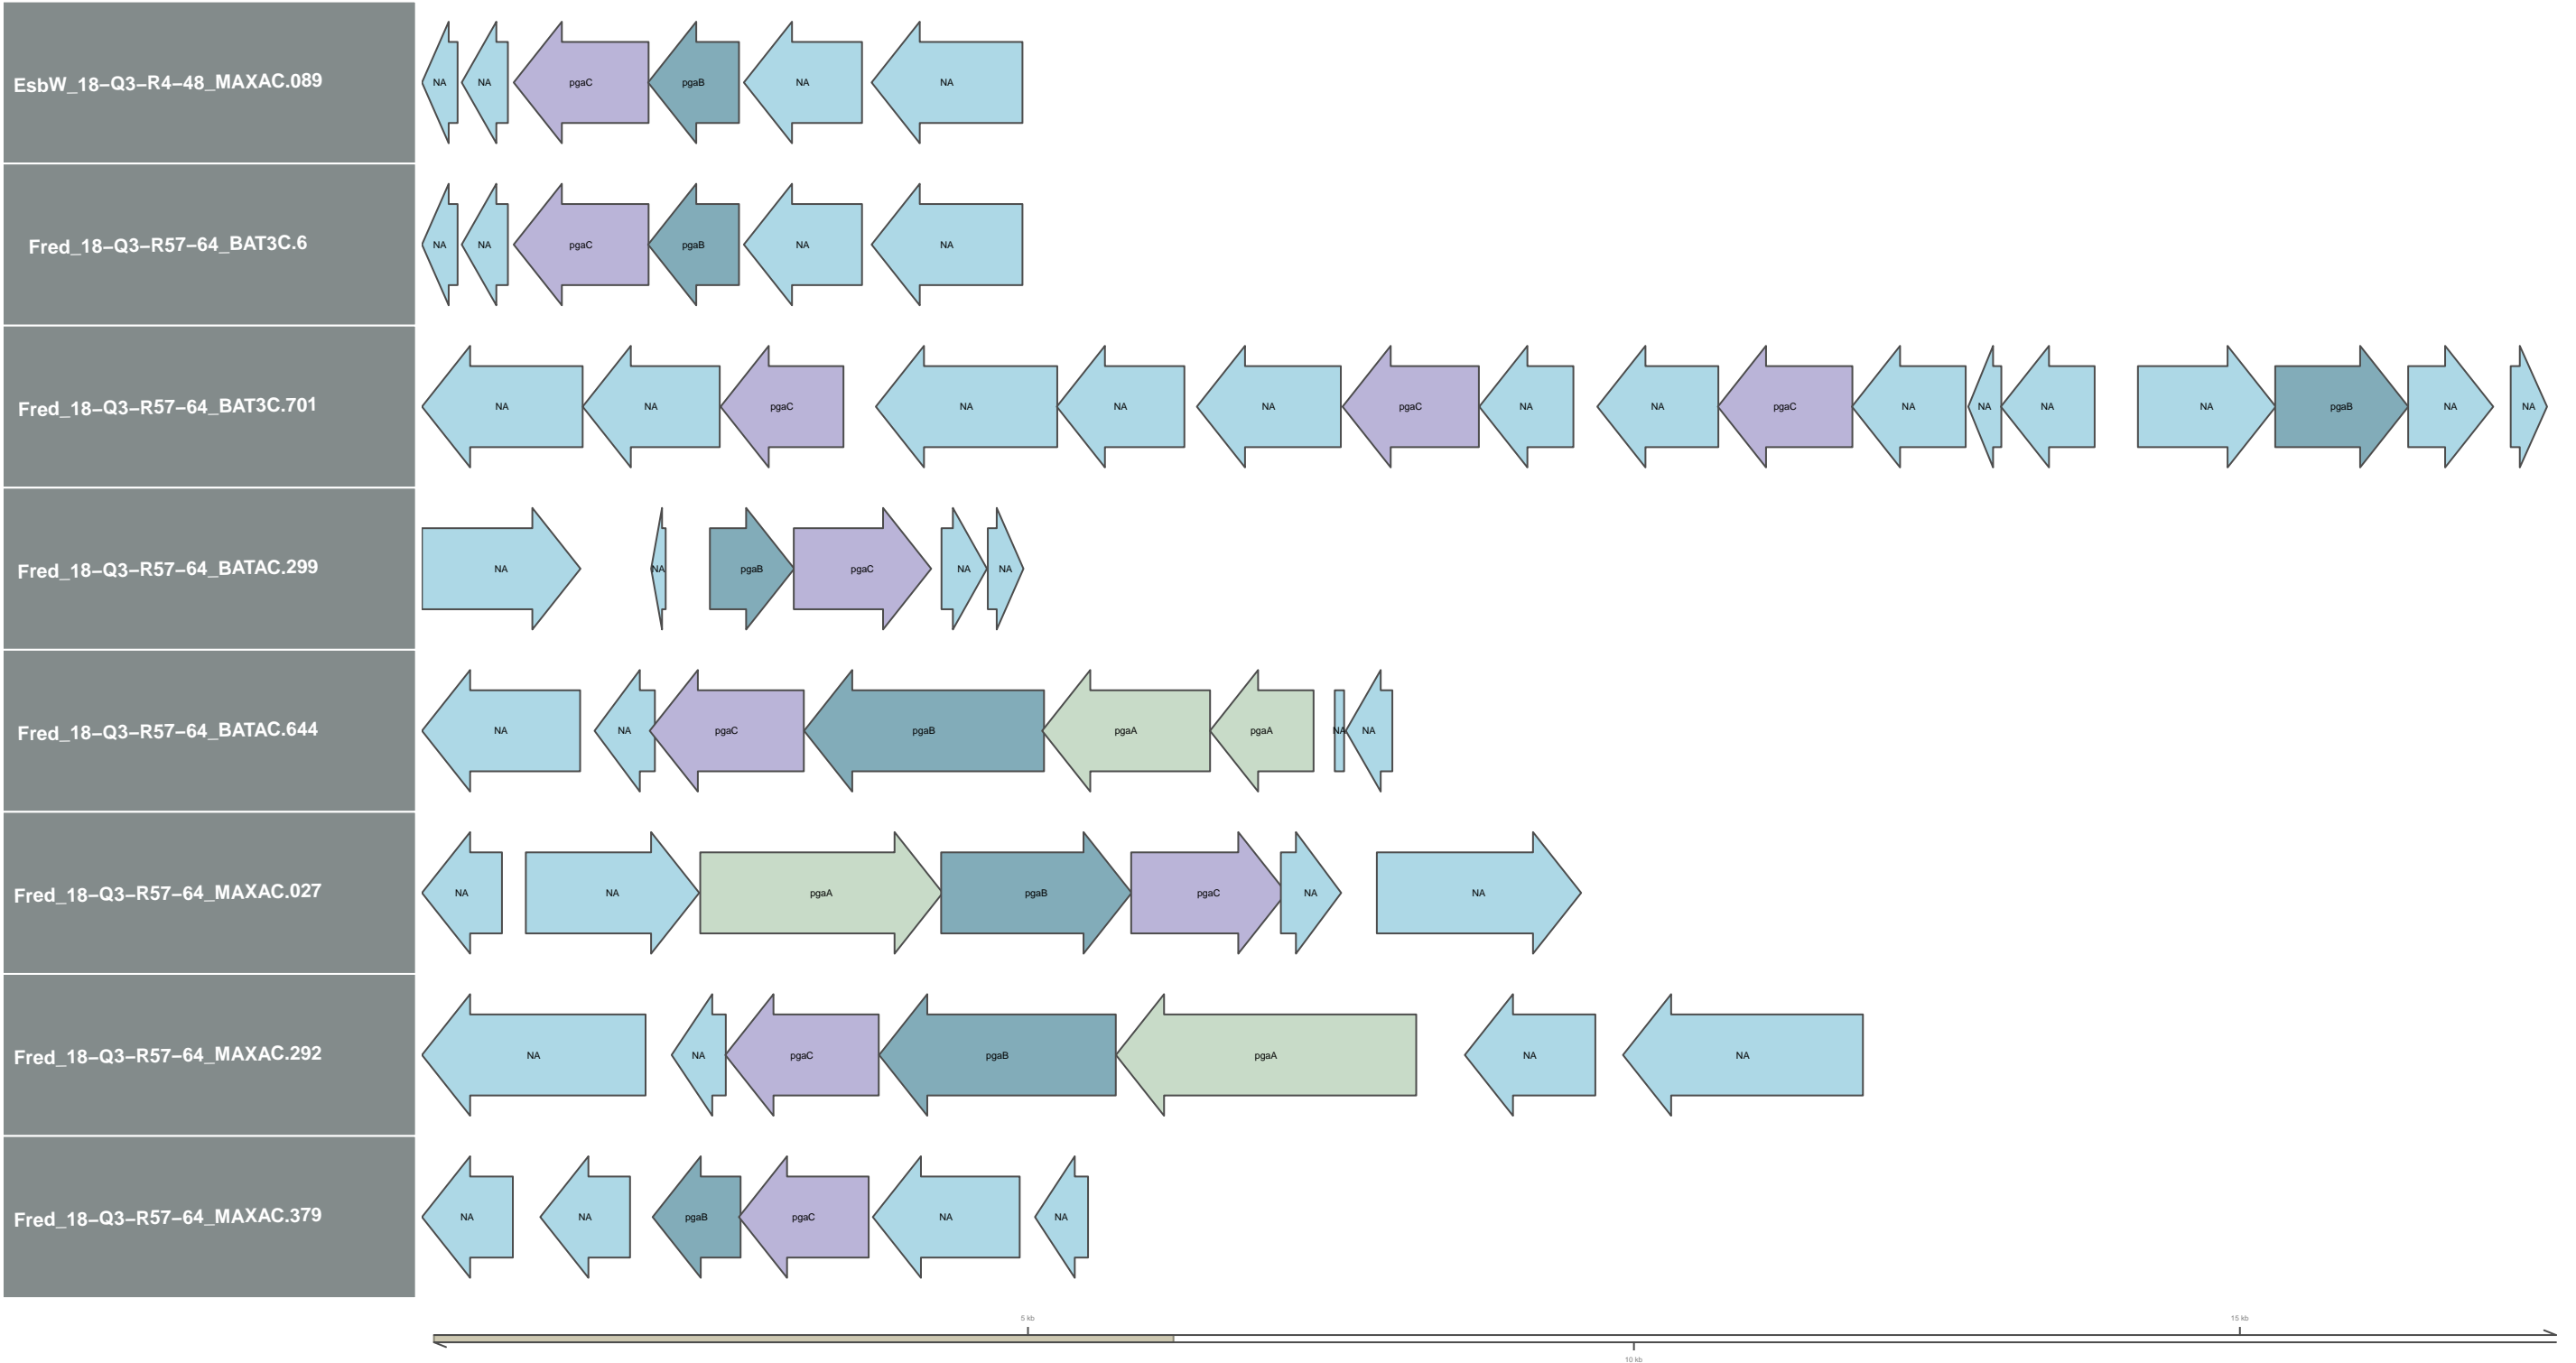 EsbW_18−Q3−R4−48_MAXAC.089 NA NA pgaC pgaB NA NA
Fred_18−Q3−R57−64_BAT3C.6 NA NA pgaC pgaB NA NA
Fred_18−Q3−R57−64_BAT3C.701 NA NA pgaC NA NA NA pgaC NA NA pgaC NA NA NA NA pgaB NA NA
Fred_18−Q3−R57−64_BATAC.299 NA NA pgaB pgaC NA NA
Fred_18−Q3−R57−64_BATAC.644 NA NA pgaC pgaB pgaA pgaA NA NA
Fred_18−Q3−R57−64_MAXAC.027 NA NA pgaA pgaB pgaC NA NA
Fred_18−Q3−R57−64_MAXAC.292 NA NA pgaC pgaB pgaA NA NA
Fred_18−Q3−R57−64_MAXAC.379 NA NA pgaB pgaC NA NA
5 kb 15 kb
10 kb